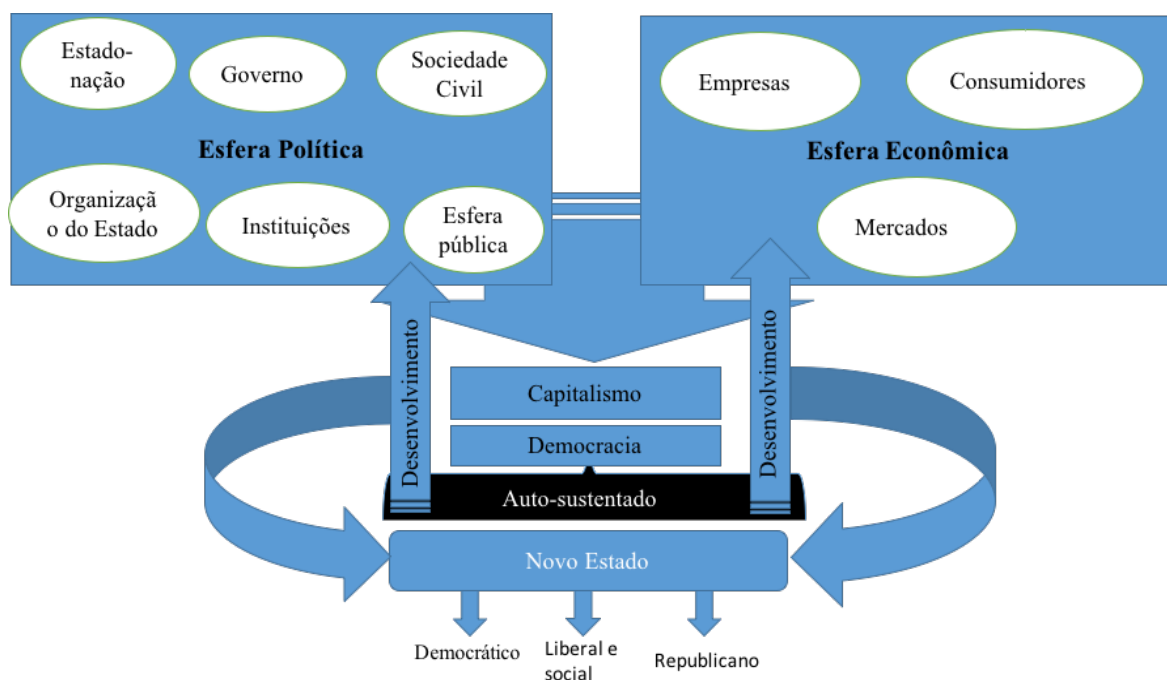 Estado-
nação
Governo
Sociedade
Civil
Esfera Política
Organizaçã
o do Estado
Instituições
Esfera
pública
Empresas
Consumidores
Esfera Econômica
Mercados
Desenvolvimento
Capitalismo
Democracia
Auto-sustentado
Desenvolvimento
Novo Estado
Democrático
Liberal e
social
Republicano